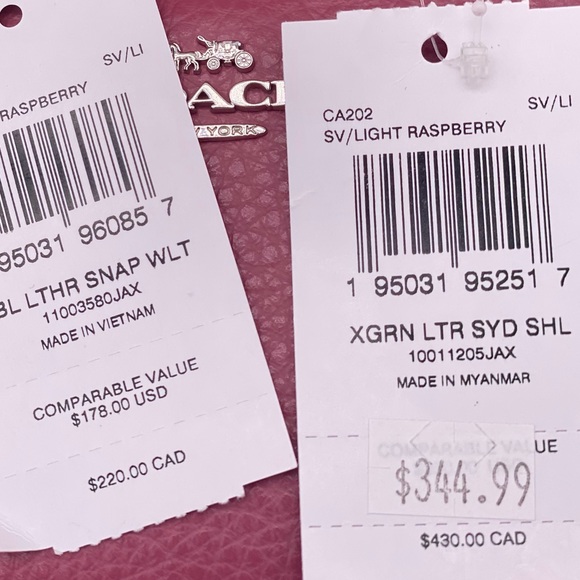 SV/LI
RASPBERRY
95031 96085 7
BL LTHR SNAP WLT
11003580JAX
MADE IN VIETNAM
COMPARABLE VALUE
$178.00 USD
$220.00 CAD
ACH
YORK
CA202 SV/LI
SV/LIGHT RASPBERRY
1 95031 95251 7
XGRN LTR SYD SHL
10011205JAX
MADE IN MYANMAR
COMPARABLE VALUE
$344.99
$430.00 CAD